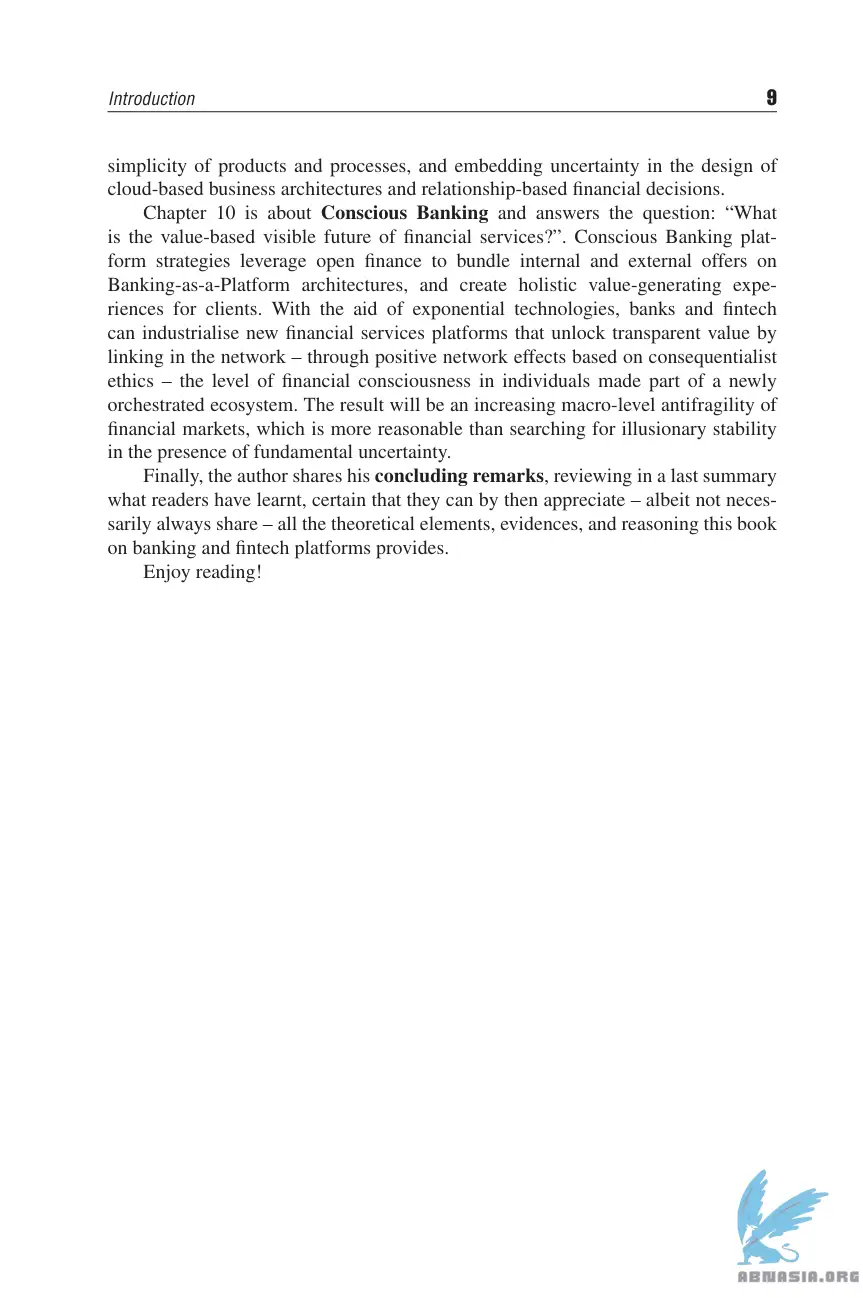 Introduction 9
simplicity of products and processes, and embedding uncertainty in the design of
cloud-based business architectures and relationship-based financial decisions.
Chapter 10 is about Conscious Banking and answers the question: “What
is the value-based visible future of financial services?”. Conscious Banking plat-
form strategies leverage open finance to bundle internal and external offers on
Banking-as-a-Platform architectures, and create holistic value-generating expe-
riences for clients. With the aid of exponential technologies, banks and fintech
can industrialise new financial services platforms that unlock transparent value by
linking in the network – through positive network effects based on consequentialist
ethics – the level of financial consciousness in individuals made part of a newly
orchestrated ecosystem. The result will be an increasing macro-level antifragility of
financial markets, which is more reasonable than searching for illusionary stability
in the presence of fundamental uncertainty.
Finally, the author shares his concluding remarks, reviewing in a last summary
what readers have learnt, certain that they can by then appreciate – albeit not neces-
sarily always share – all the theoretical elements, evidences, and reasoning this book
on banking and fintech platforms provides.
Enjoy reading!
ABNASIA.ORG